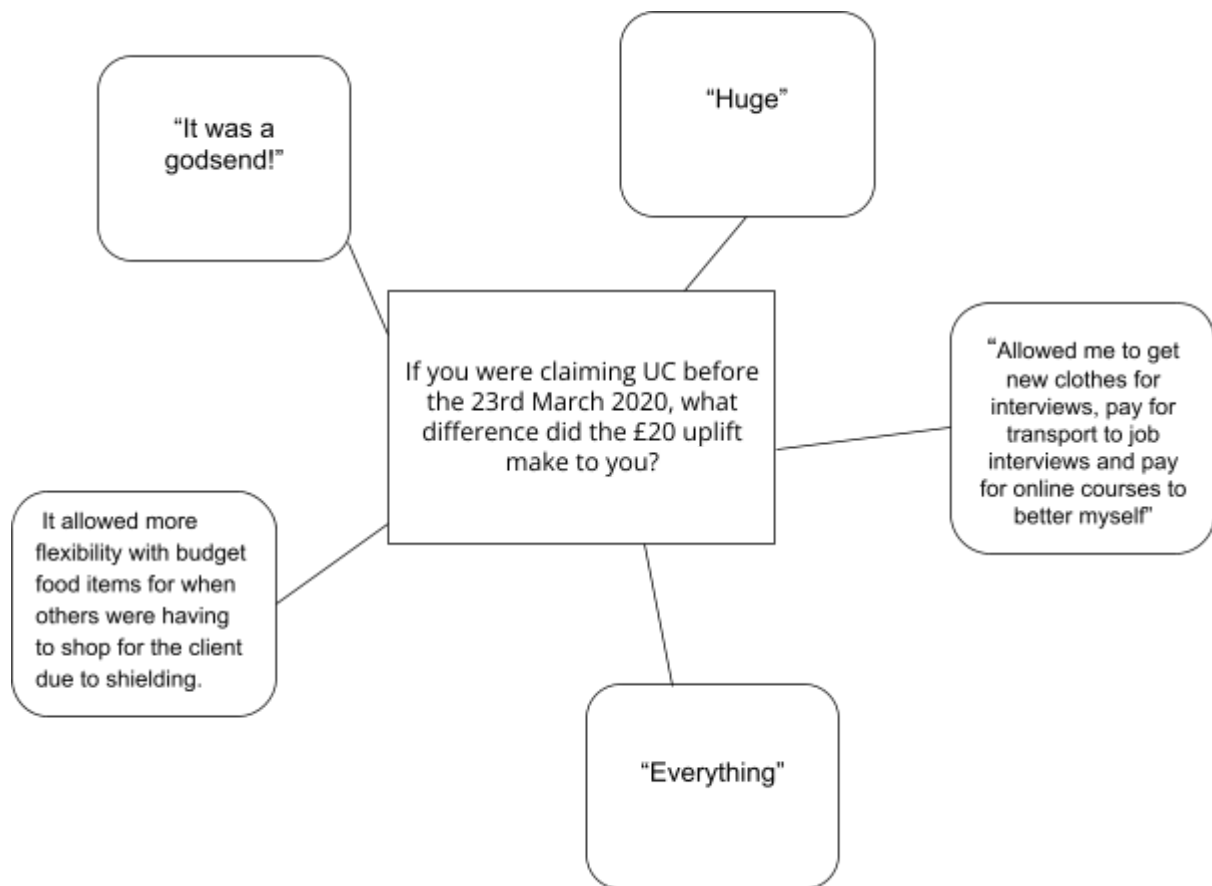 “It was a
godsend!”
“Huge”
If you were claiming UC before
the 23rd March 2020, what
difference did the £20 uplift
make to you?
“Allowed me to get
new clothes for
interviews, pay for
transport to job
interviews and pay
for online courses to
better myself”
It allowed more
flexibility with budget
food items for when
others were having
to shop for the client
due to shielding.
“Everything”